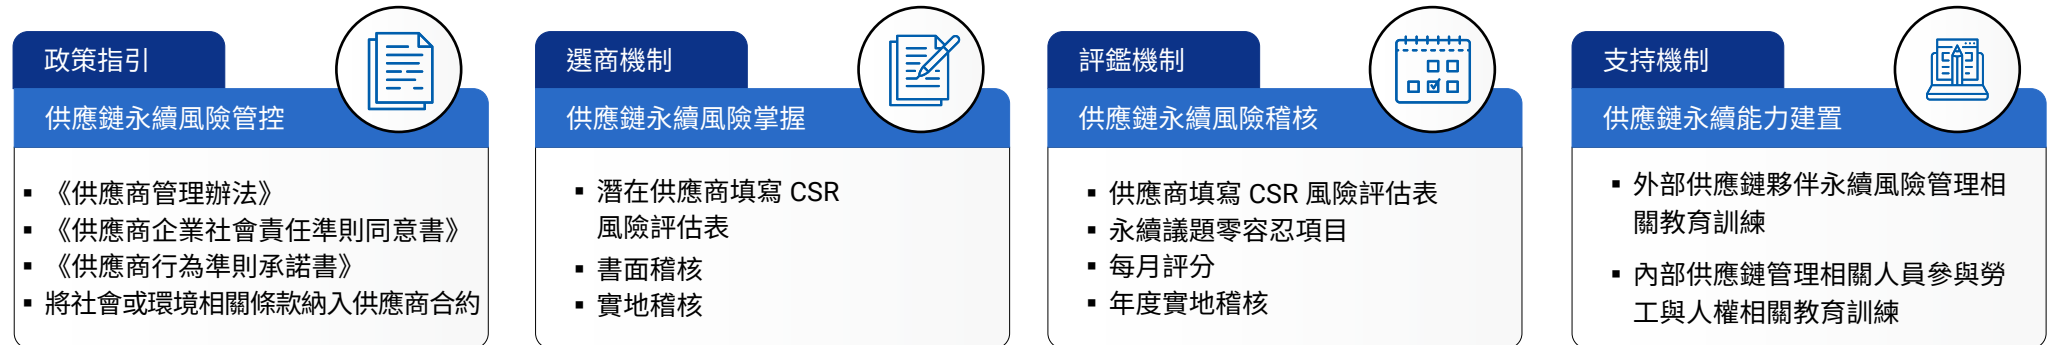 政策指引
供應鏈永續風險管控
▪ 《供應商管理辦法》
▪ 《供應商企業社會責任準則同意書》
▪ 《供應商行為準則承諾書》
▪ 將社會或環境相關條款納入供應商合約
選商機制
供應鏈永續風險掌握
▪ 潛在供應商填寫 CSR
風險評估表
▪ 書面稽核
▪ 實地稽核
評鑑機制
供應鏈永續風險稽核
▪ 供應商填寫 CSR 風險評估表
▪ 永續議題零容忍項目
▪ 每月評分
▪ 年度實地稽核
支持機制
供應鏈永續能力建置
▪ 外部供應鏈夥伴永續風險管理相
關教育訓練
▪ 內部供應鏈管理相關人員參與勞
工與人權相關教育訓練